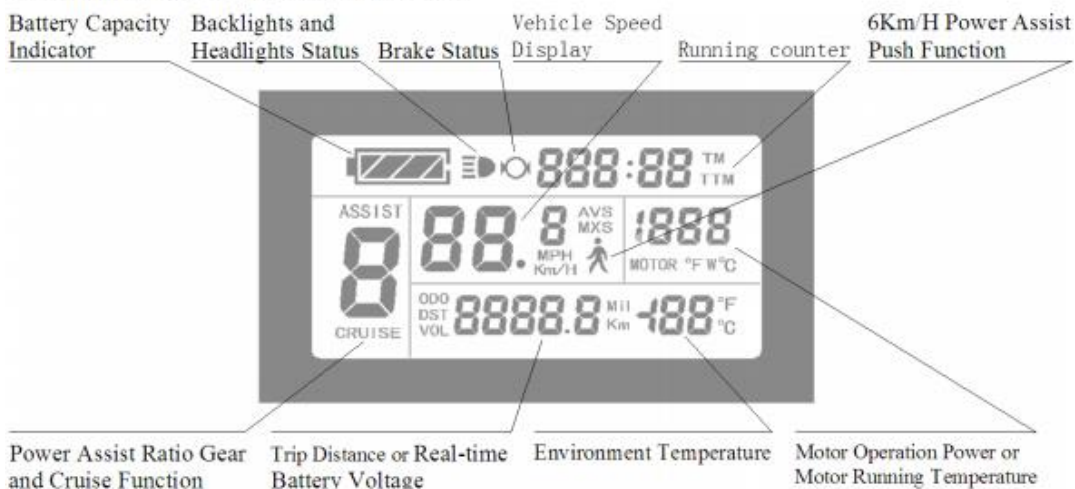 Battery Capacity Indicator
Backlights and Headlights Status
Brake Status
Vehicle Speed Display
Running counter
6Km/H Power Assist Push Function
888:88 TM TTM
ASSIST
8
CRUISE
88.8 AVS MXS
MPH Km/H
1888
MOTOR °F W°C
ODO DST VOL 8888.8 Mil Km
-188 °F °C
Power Assist Ratio Gear and Cruise Function
Trip Distance or Real-time Battery Voltage
Environment Temperature
Motor Operation Power or Motor Running Temperature